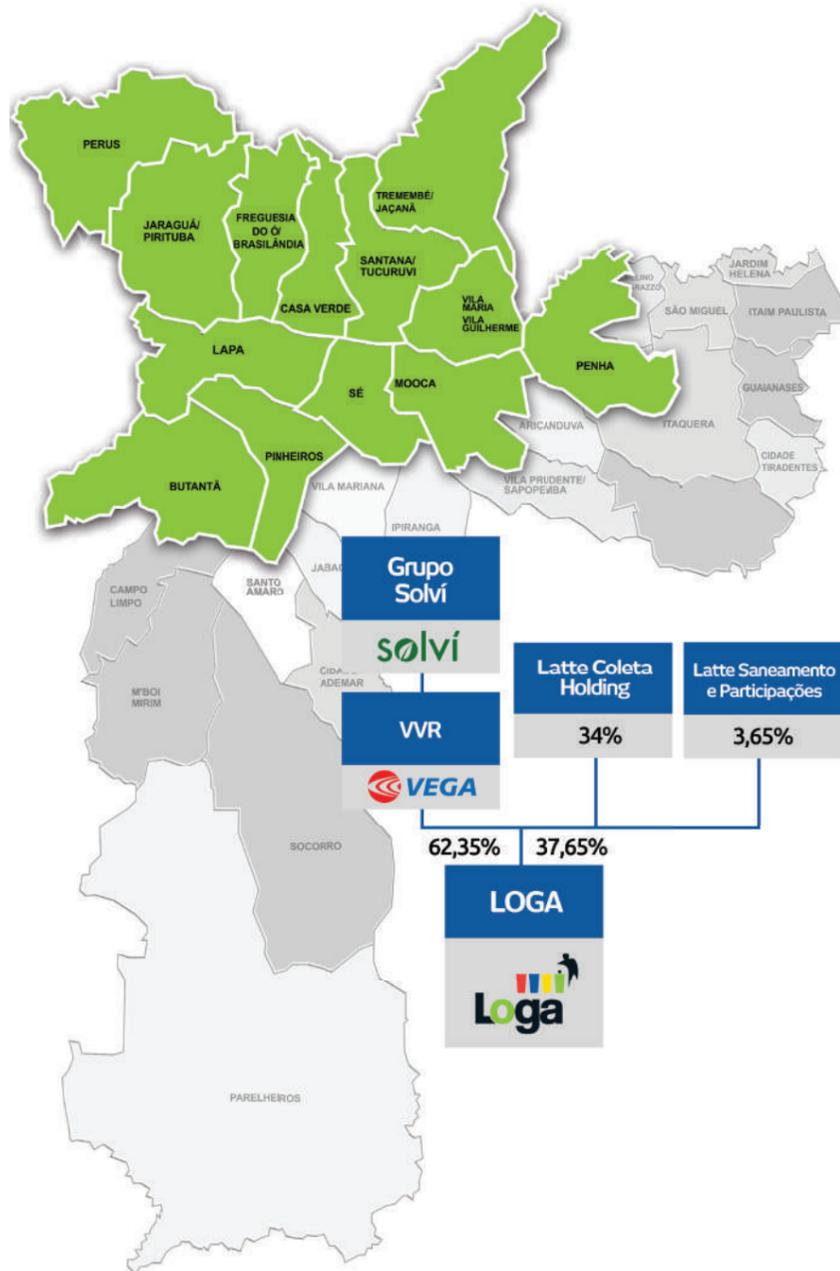 PERUS
JARAGUÁ/
PIRITUBA
FREGUESIA
DO Ó/
BRASILÂNDIA
CASA VERDE
TREMEMBÉ/
JAÇANÃ
SANTANA/
TUCURUVI
VILA
MARIA
VILA
GUILHERME
LAPA
SÉ
MOOCA
PENHA
BUTANTÃ
PINHEIROS
JARDIM
HELENA
SÃO MIGUEL
ITAIM PAULISTA
GUAIANASES
ITAQUERA
CIDADE
TIRADENTES
ARICANDUVA
VILA PRUDENTE/
SAPOPEMBA
VILA MARIANA
IPIRANGA
SANTO
AMARO
CAMPO
LIMPO
M'BOI
MIRIM
ADEMAR
SOCORRO
PARELHEIROS
Grupo
Solví
solví
VVR
VEGA
Latte Coleta
Holding
34%
Latte Saneamento
e Participações
3,65%
62,35%
37,65%
LOGA
Loga